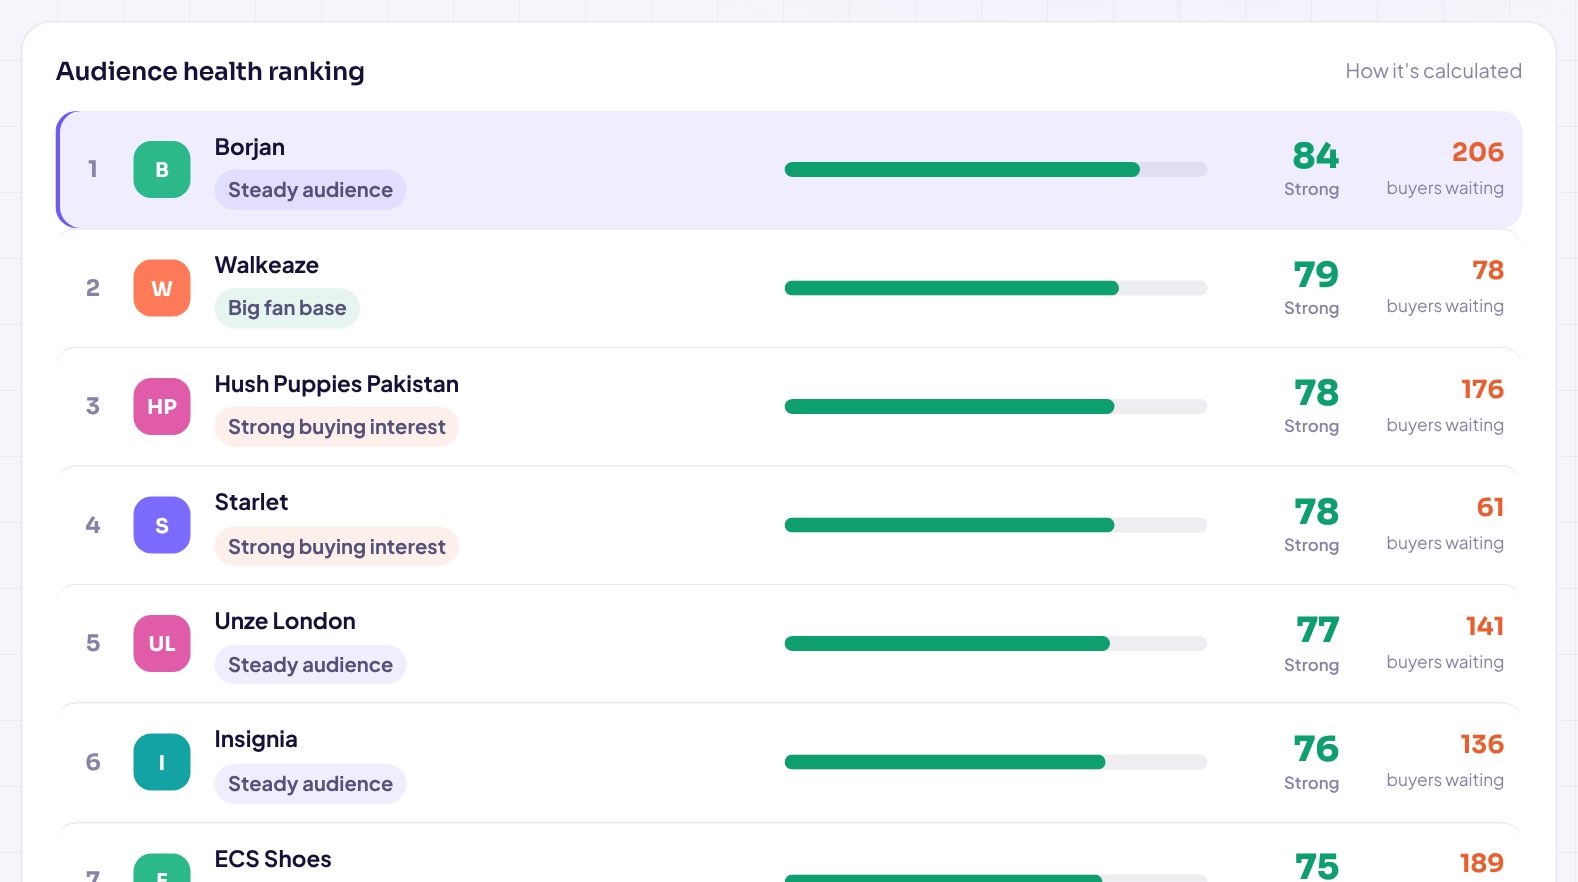 Audience health ranking
How it's calculated
1
B
Borjan
Steady audience
84
Strong
206
buyers waiting
2
W
Walkeaze
Big fan base
79
Strong
78
buyers waiting
3
HP
Hush Puppies Pakistan
Strong buying interest
78
Strong
176
buyers waiting
4
S
Starlet
Strong buying interest
78
Strong
61
buyers waiting
5
UL
Unze London
Steady audience
77
Strong
141
buyers waiting
6
I
Insignia
Steady audience
76
Strong
136
buyers waiting
7
E
ECS Shoes
75
189